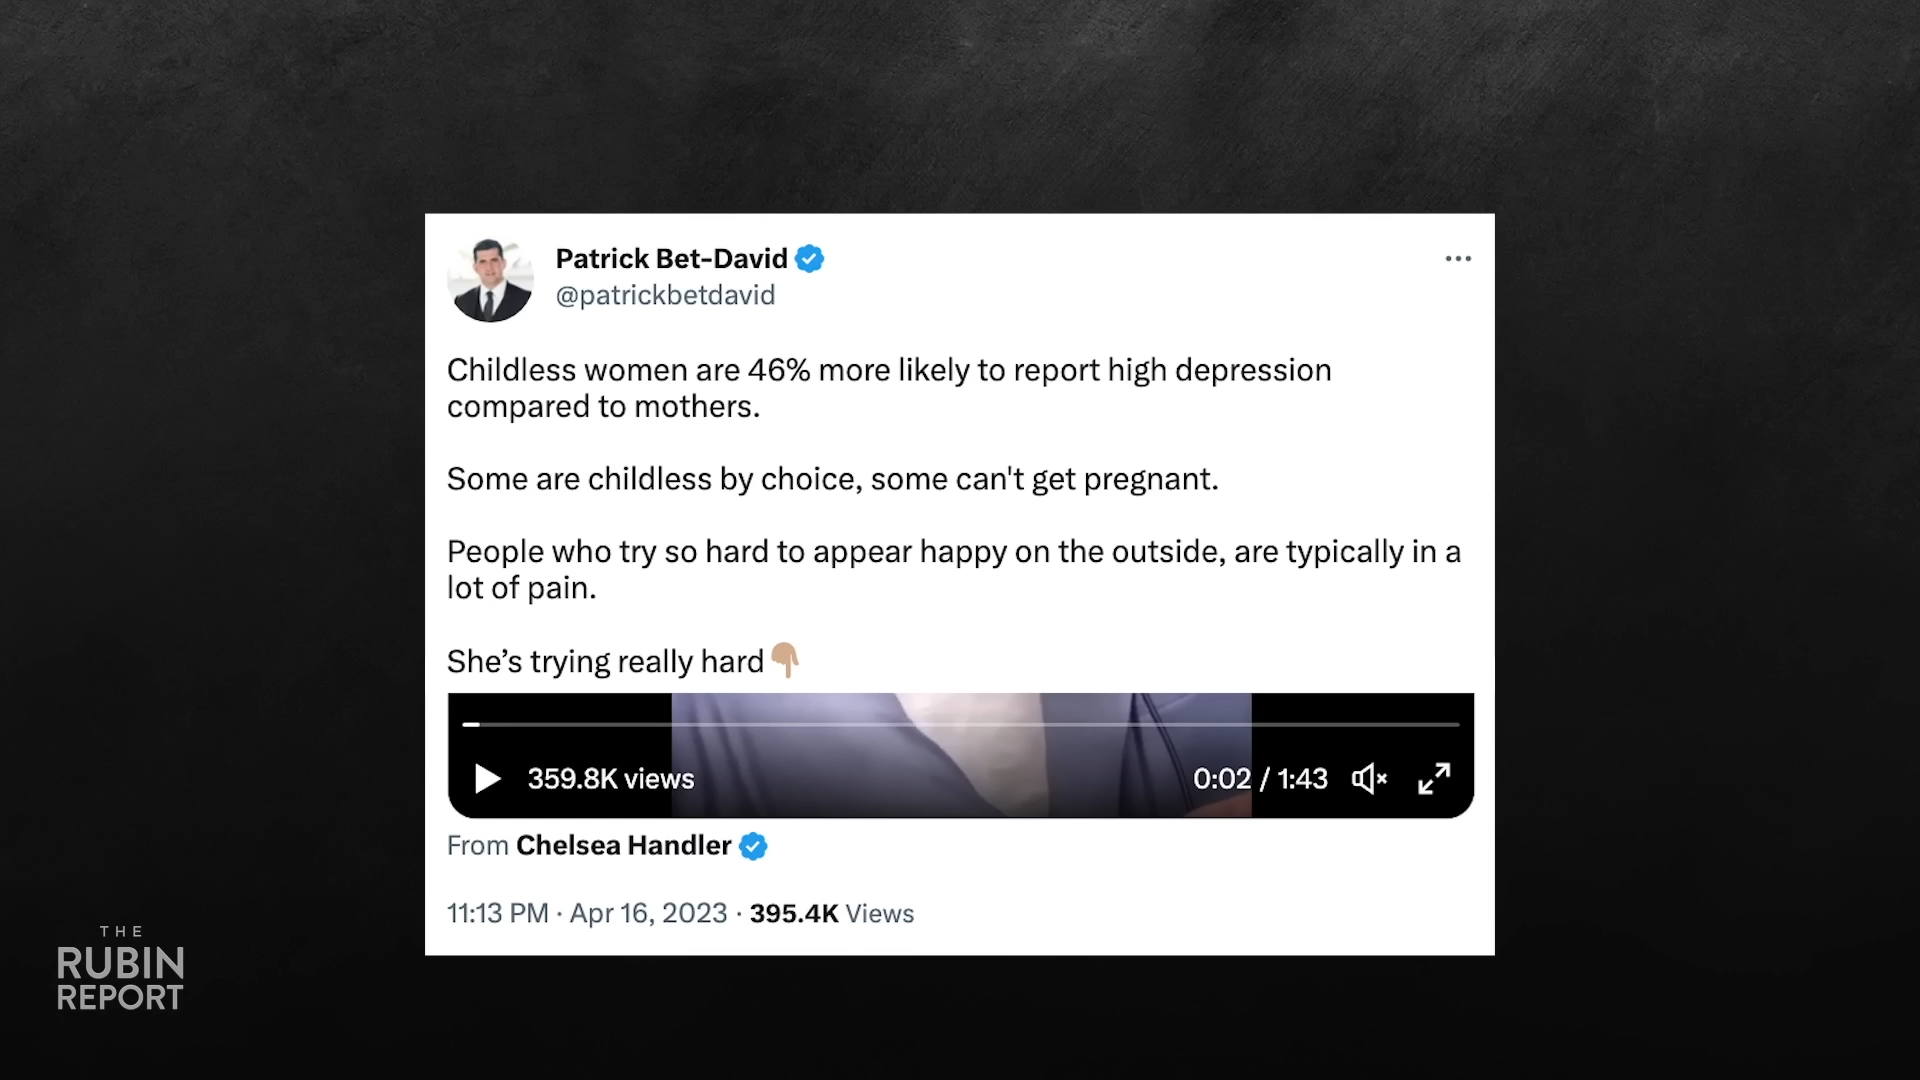 Patrick Bet-David
@patrickbetdavid
Childless women are 46% more likely to report high depression
compared to mothers.
Some are childless by choice, some can't get pregnant.
People who try so hard to appear happy on the outside, are typically in a
lot of pain.
She’s trying really hard👇🏼
359.8K views
0:02 / 1:43
From Chelsea Handler
11:13 PM · Apr 16, 2023 · 395.4K Views
THE
RUBIN
REPORT